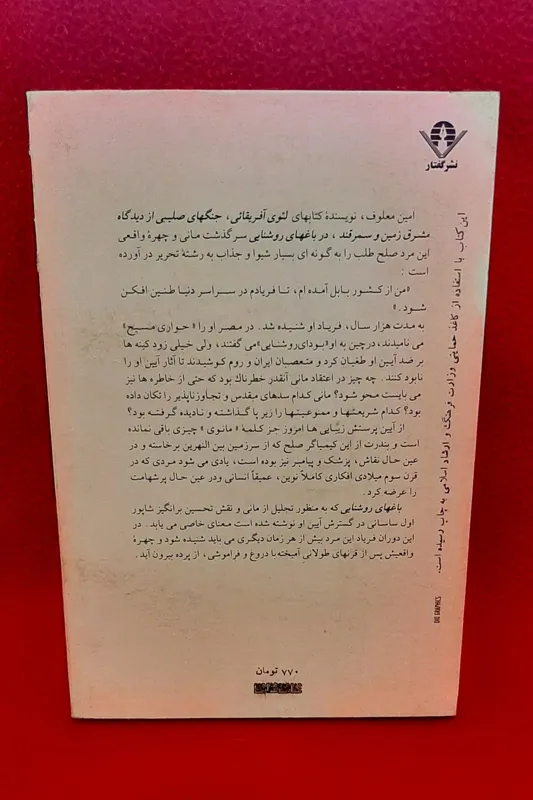 نشر گفتار
امین معلوف، نویسندهٔ کتابهای لئوی آفریقائی، جنگهای صلیبی از دیدگاه
مشرق زمین و سمرقند، در باغهای روشنایی سرگذشت مانی و چهرهٔ واقعی
این مرد صلح طلب را به گونه ای بسیار شیوا و جذاب به رشتهٔ تحریر در آورده
است :
«من از کشور بابل آمده ام، تا فریادم در سراسر دنیا طنین افکن
شود.»
به مدت هزار سال، فریاد او شنیده شد. در مصر او را «حواری مسیح»
می نامیدند، درچین به او«بودای روشنایی»می گفتند، ولی خیلی زود کینه ها
بر ضد آیین او طغیان کرد و متعصبان ایران و روم کوشیدند تا آثار آیین او را
نابود کنند. چه چیز در اعتقاد مانی آنقدر خطرناك بود که حتی از خاطره ها نیز
می بایست محو شود؟ مانی کدام سدهای مقدس و تجاوزناپذیر را تکان داده
بود؟ کدام شریعتها و ممنوعیتها را زیر پا گذاشته و نادیده گرفته بود؟
از آیین پرستش زیبایی ها امروز جز کلمهٔ «مانوی» چیزی باقی نمانده
است و بندرت از این کیمیاگر صلح که از سرزمین بین النهرین برخاسته و در
عین حال نقاش، پزشک و پیامبر نیز بوده است، یادی می شود مردی که در
قرن سوم میلادی افکاری کاملاً نوین، عمیقاً انسانی ودر عین حال پرشهامت
را عرضه کرد.
باغهای روشنایی که به منظور تجلیل از مانی و نقش تحسین برانگیز شاپور
اول ساسانی در گسترش آیین او نوشته شده است معنای خاصی می یابد. در
این دوران فریاد این مرد بیش از هر زمان دیگری می باید شنیده شود و چهرهٔ
واقعیش پس از قرنهای طولانی آمیخته با دروغ و فراموشی، از پرده بیرون آید.
این کتاب با استفاده از کاغذ حمایتی وزارت فرهنگ و ارشاد اسلامی به چاپ رسیده است.
۷۷۰ تومان